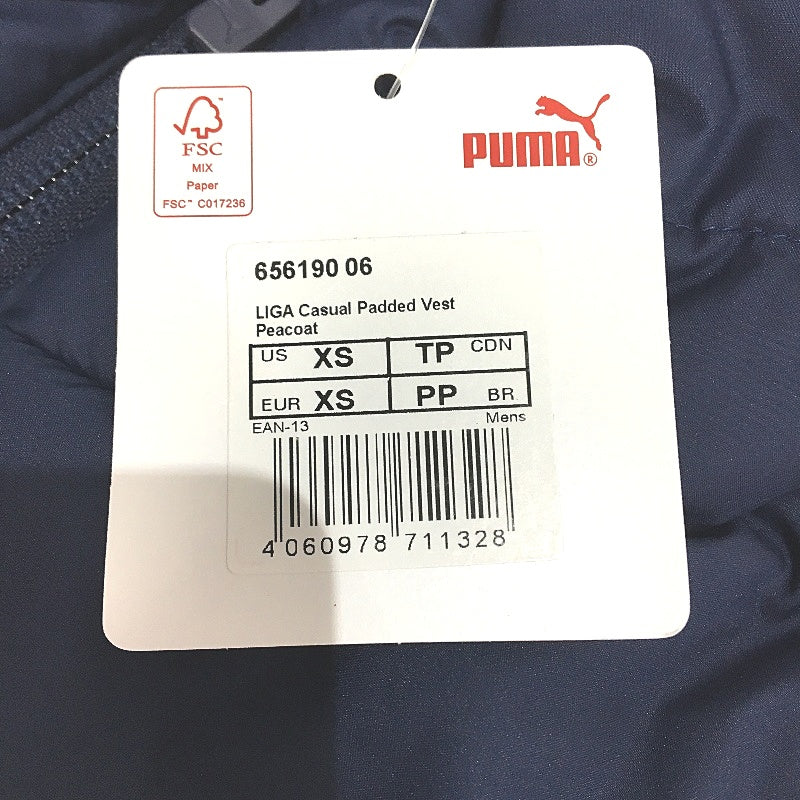 FSC
MIX
Paper
FSC™ C017236
PUMA®
656190 06
LIGA Casual Padded Vest
Peacoat
US XS TP CDN
EUR XS PP BR
EAN-13 Mens
4 060978 711328